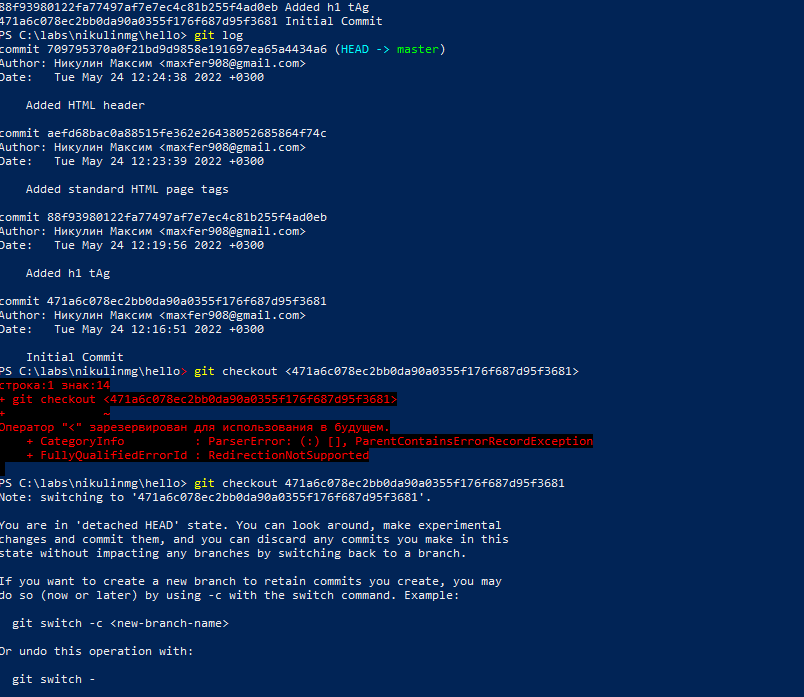 88f93980122fa77497af7e7ec4c81b255f4ad0eb Added h1 tAg
471a6c078ec2bb0da90a0355f176f687d95f3681 Initial Commit
PS C:\labs\nikulinmg\hello> git log
commit 709795370a0f21bd9d9858e191697ea65a4434a6 (HEAD -> master)
Author: Никулин Максим <maxfer908@gmail.com>
Date:   Tue May 24 12:24:38 2022 +0300
    Added HTML header
commit aefd68bac0a88515fe362e26438052685864f74c
Author: Никулин Максим <maxfer908@gmail.com>
Date:   Tue May 24 12:23:39 2022 +0300
    Added standard HTML page tags
commit 88f93980122fa77497af7e7ec4c81b255f4ad0eb
Author: Никулин Максим <maxfer908@gmail.com>
Date:   Tue May 24 12:19:56 2022 +0300
    Added h1 tAg
commit 471a6c078ec2bb0da90a0355f176f687d95f3681
Author: Никулин Максим <maxfer908@gmail.com>
Date:   Tue May 24 12:16:51 2022 +0300
    Initial Commit
PS C:\labs\nikulinmg\hello> git checkout <471a6c078ec2bb0da90a0355f176f687d95f3681>
строка:1 знак:14
+ git checkout <471a6c078ec2bb0da90a0355f176f687d95f3681>
+              ~
Оператор "<" зарезервирован для использования в будущем.
    + CategoryInfo          : ParserError: (:) [], ParentContainsErrorRecordException
    + FullyQualifiedErrorId : RedirectionNotSupported
PS C:\labs\nikulinmg\hello> git checkout 471a6c078ec2bb0da90a0355f176f687d95f3681
Note: switching to '471a6c078ec2bb0da90a0355f176f687d95f3681'.
You are in 'detached HEAD' state. You can look around, make experimental
changes and commit them, and you can discard any commits you make in this
state without impacting any branches by switching back to a branch.
If you want to create a new branch to retain commits you create, you may
do so (now or later) by using -c with the switch command. Example:
  git switch -c <new-branch-name>
Or undo this operation with:
  git switch -